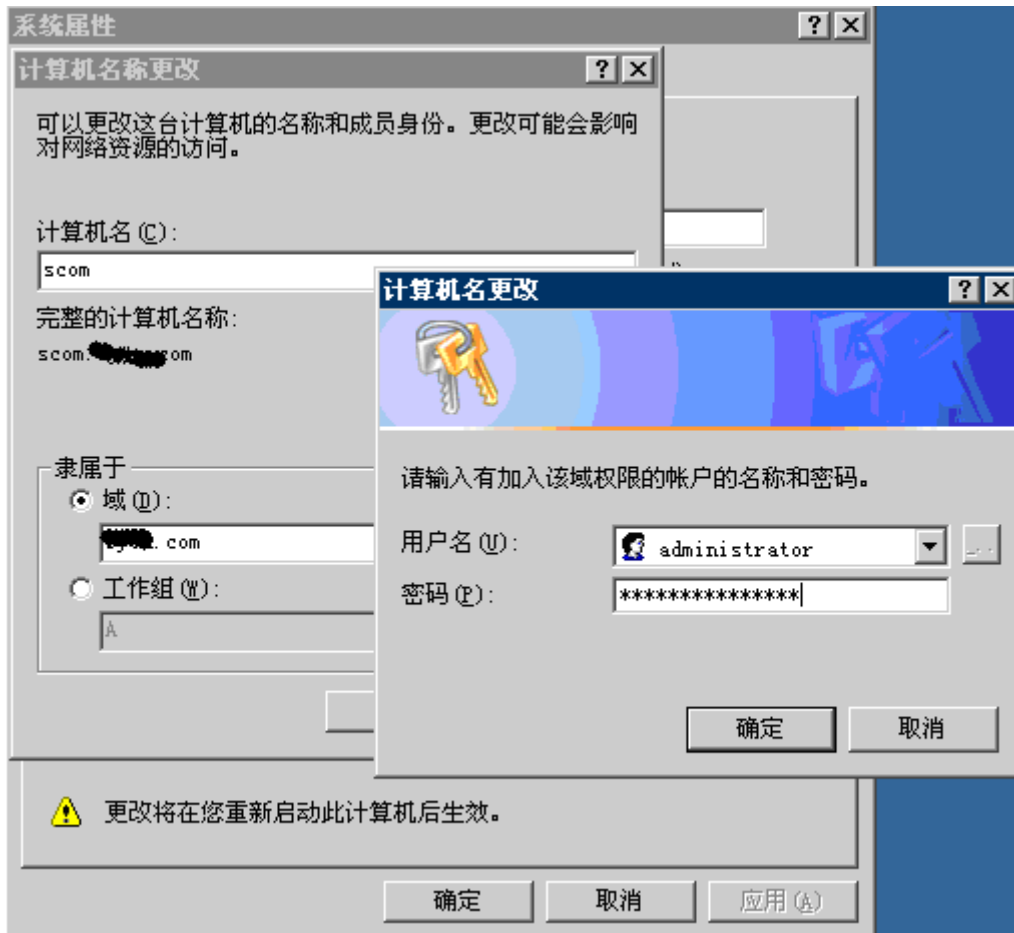 系统属性
计算机名称更改
可以更改这台计算机的名称和成员身份。更改可能会影响
对网络资源的访问。
计算机名(C):
scom
完整的计算机名称:
scom. om
隶属于
域(D):
. com
工作组(W):
A
计算机名更改
请输入有加入该域权限的帐户的名称和密码。
用户名(U):
administrator
密码(P):
***************
确定
取消
更改将在您重新启动此计算机后生效。
确定
取消
应用(A)